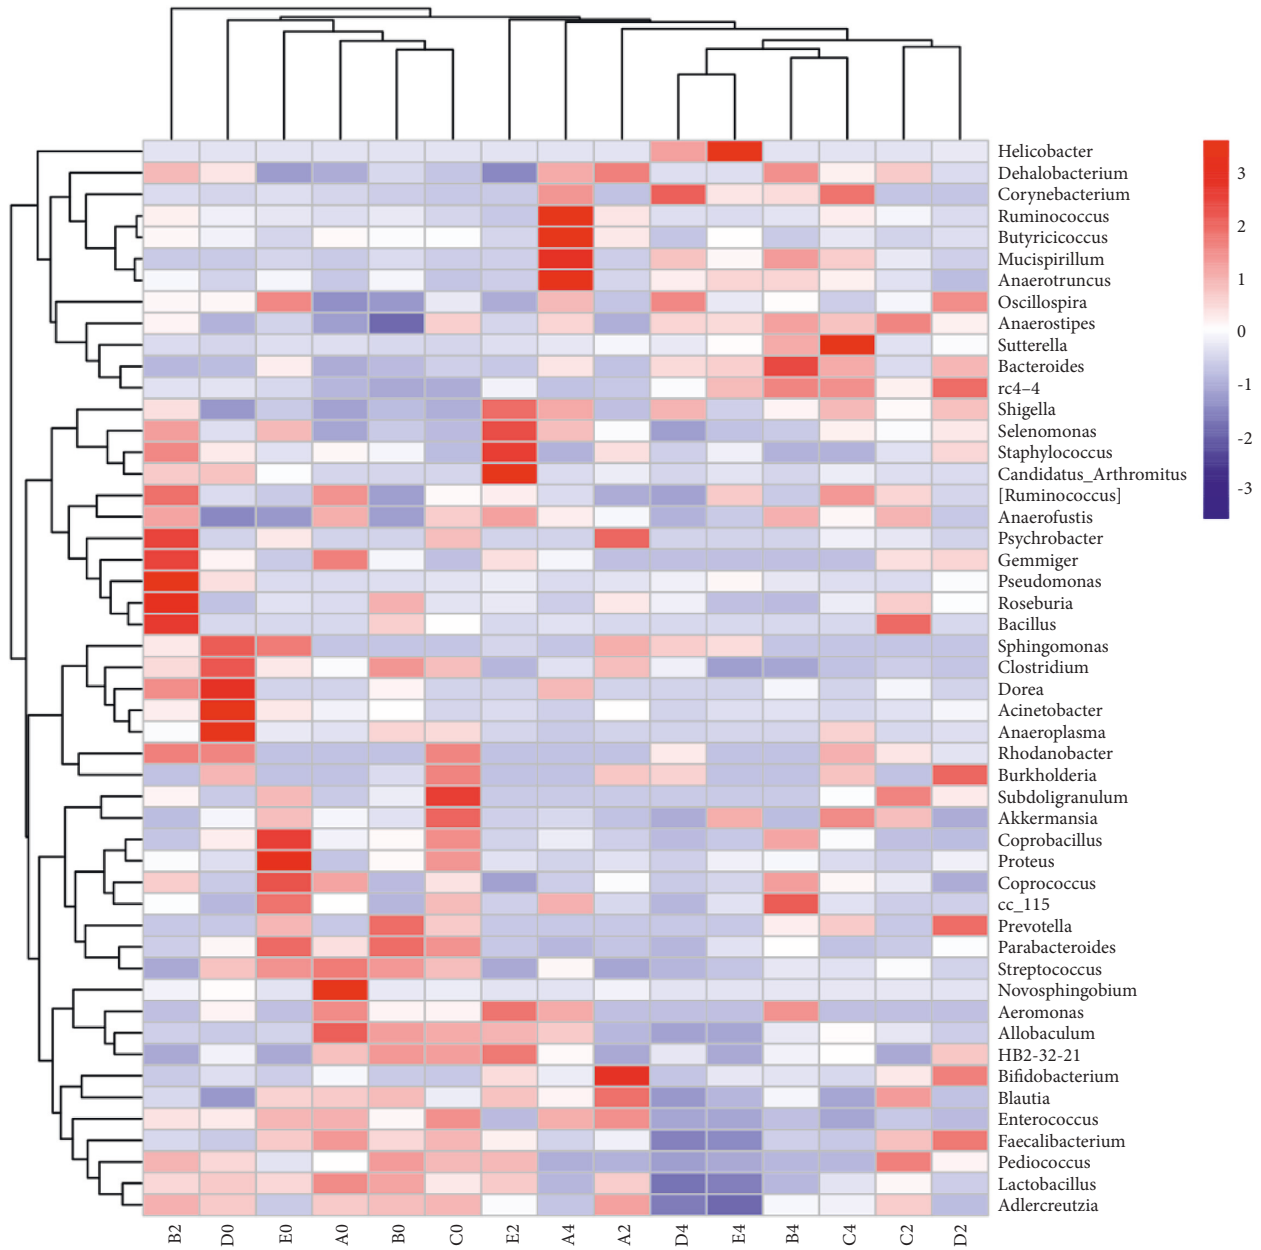 Helicobacter
Dehalobacterium
Corynebacterium
Ruminococcus
Butyricicoccus
Mucispirillum
Anaerotruncus
Oscillospira
Anaerostipes
Sutterella
Bacteroides
rc4–4
Shigella
Selenomonas
Staphylococcus
Candidatus_Arthromitus
[Ruminococcus]
Anaerofustis
Psychrobacter
Gemmiger
Pseudomonas
Roseburia
Bacillus
Sphingomonas
Clostridium
Dorea
Acinetobacter
Anaeroplasma
Rhodanobacter
Burkholderia
Subdoligranulum
Akkermansia
Coprobacillus
Proteus
Coprococcus
cc_115
Prevotella
Parabacteroides
Streptococcus
Novosphingobium
Aeromonas
Allobaculum
HB2-32-21
Bifidobacterium
Blautia
Enterococcus
Faecalibacterium
Pediococcus
Lactobacillus
Adlercreutzia
3
2
1
0
-1
-2
-3
B2 D0 E0 A0 B0 C0 E2 A4 A2 D4 E4 B4 C4 C2 D2